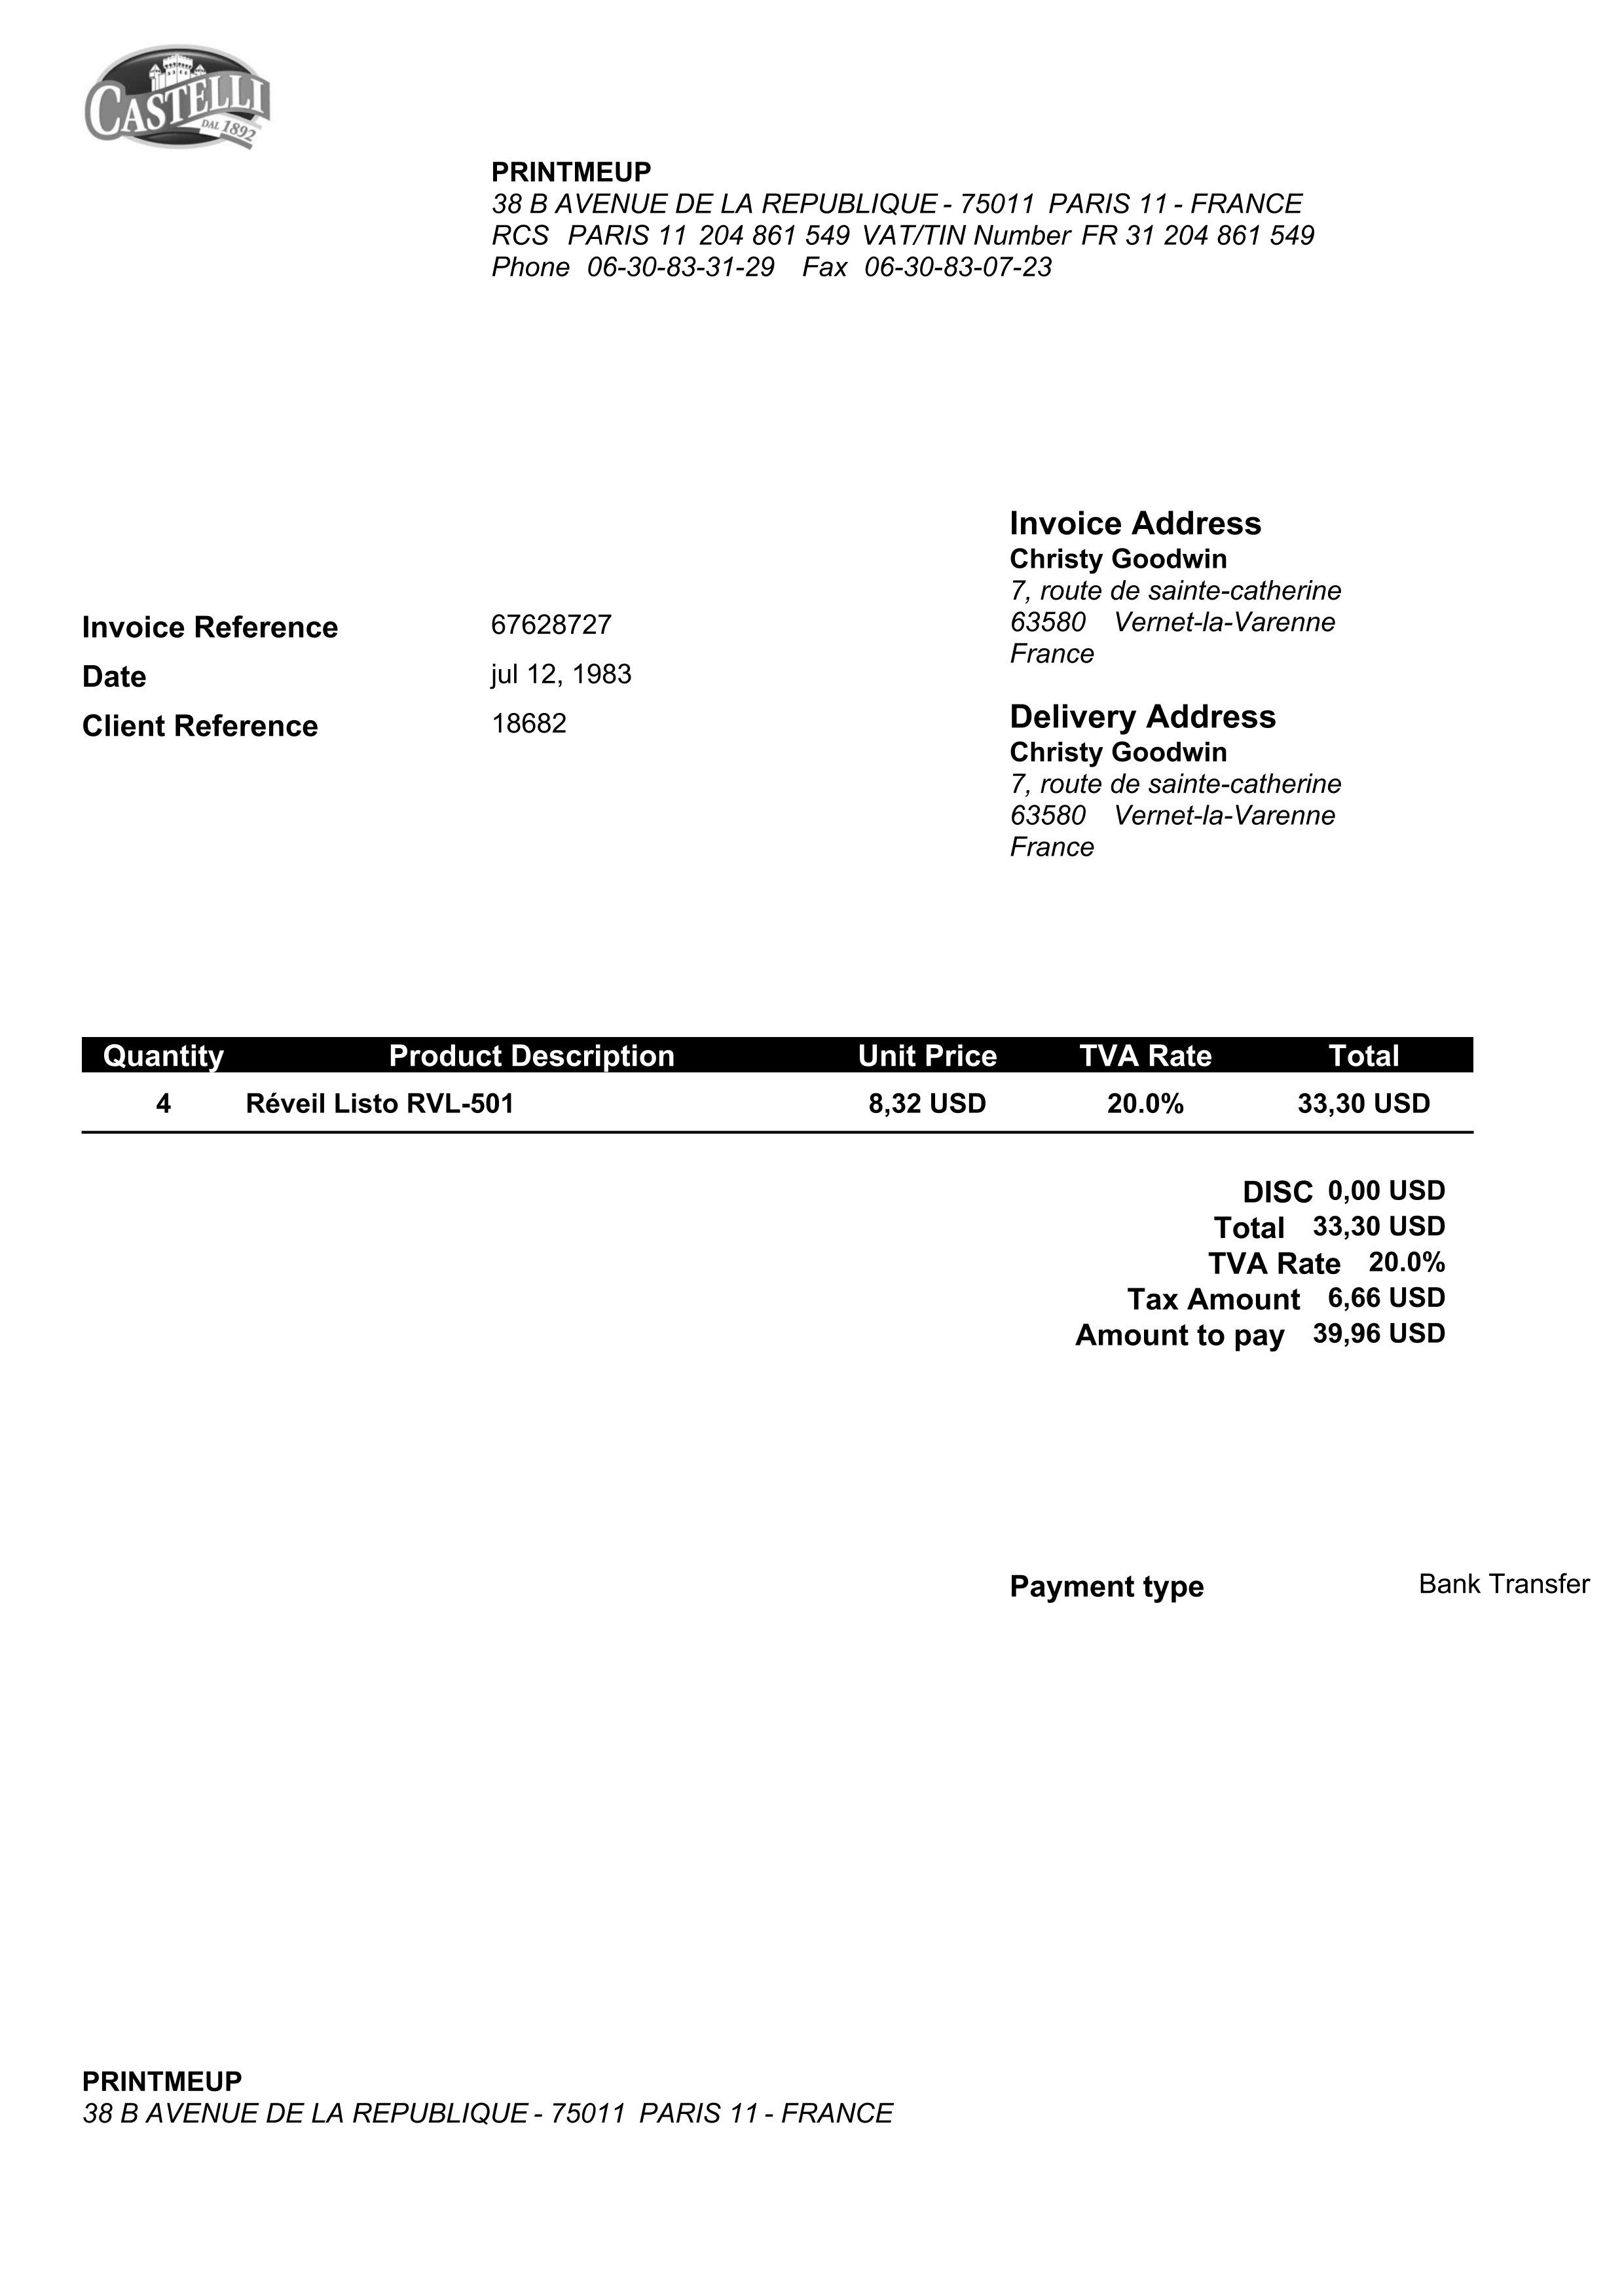 CASTELLI
DAL 1892
PRINTMEUP
38 B AVENUE DE LA REPUBLIQUE - 75011 PARIS 11 - FRANCE
RCS PARIS 11 204 861 549 VAT/TIN Number FR 31 204 861 549
Phone 06-30-83-31-29 Fax 06-30-83-07-23
Invoice Address
Christy Goodwin
7, route de sainte-catherine
63580 Vernet-la-Varenne
France
Invoice Reference 67628727
Date jul 12, 1983
Client Reference 18682
Delivery Address
Christy Goodwin
7, route de sainte-catherine
63580 Vernet-la-Varenne
France
Quantity Product Description Unit Price TVA Rate Total
4 Réveil Listo RVL-501 8,32 USD 20.0% 33,30 USD
DISC 0,00 USD
Total 33,30 USD
TVA Rate 20.0%
Tax Amount 6,66 USD
Amount to pay 39,96 USD
Payment type Bank Transfer
PRINTMEUP
38 B AVENUE DE LA REPUBLIQUE - 75011 PARIS 11 - FRANCE